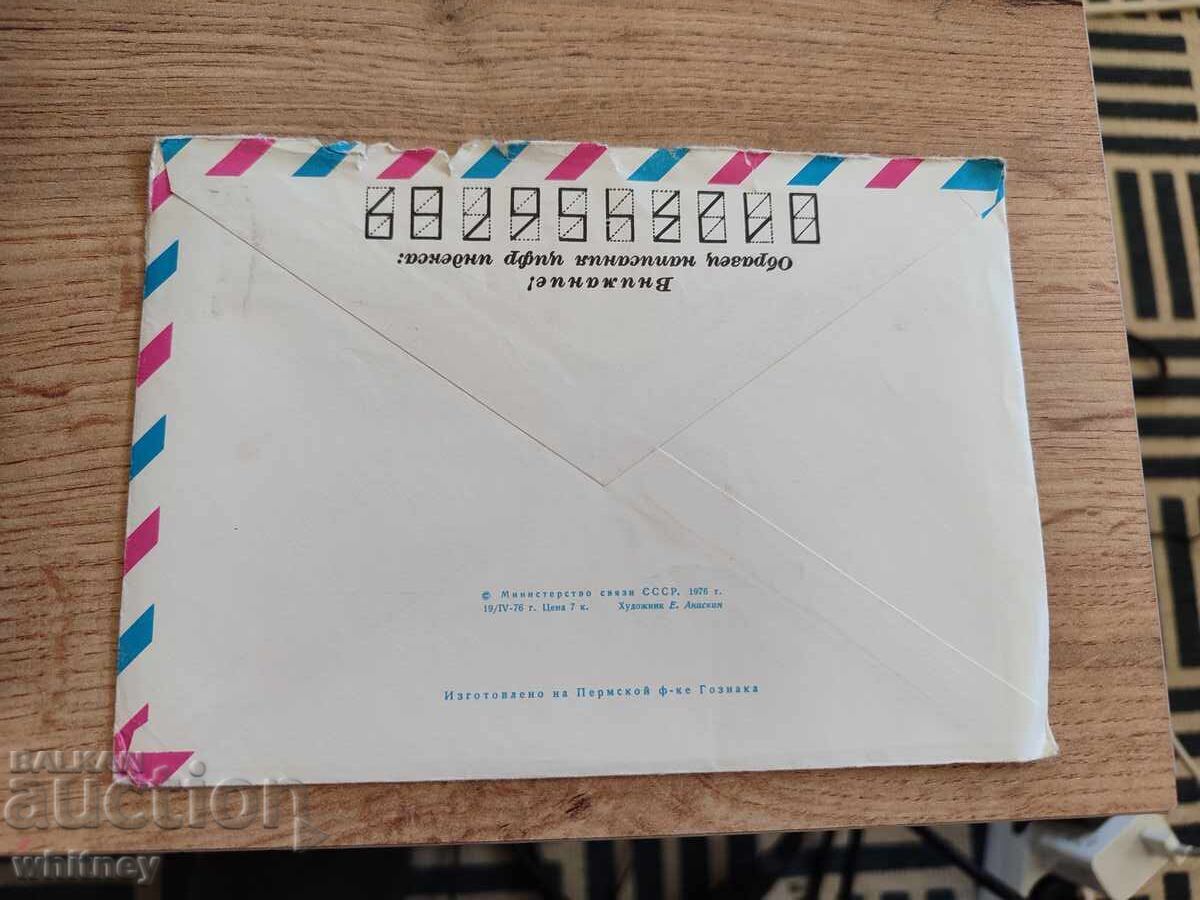 Внимание!
Образец написания цифр индекса:
0123456789
© Министерство связи СССР. 1976 г.
19/IV-76 г. Цена 7 к. Художник Е. Анискин
Изготовлено на Пермской ф-ке Гознака
BALKAN
auction
whitney